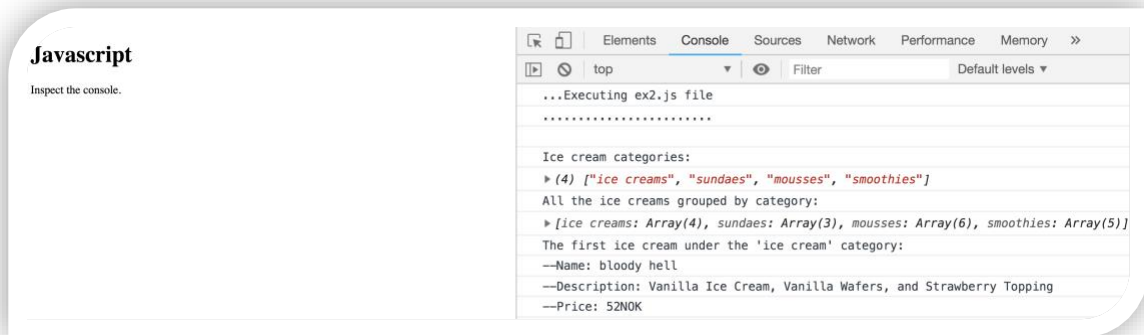 Javascript
Inspect the console.
Elements Console Sources Network Performance Memory »
top Filter Default levels ▼
...Executing ex2.js file
........................
Ice cream categories:
▶ (4) ["ice creams", "sundaes", "mousses", "smoothies"]
All the ice creams grouped by category:
▶ [ice creams: Array(4), sundaes: Array(3), mousses: Array(6), smoothies: Array(5)]
The first ice cream under the 'ice cream' category:
––Name: bloody hell
––Description: Vanilla Ice Cream, Vanilla Wafers, and Strawberry Topping
––Price: 52NOK